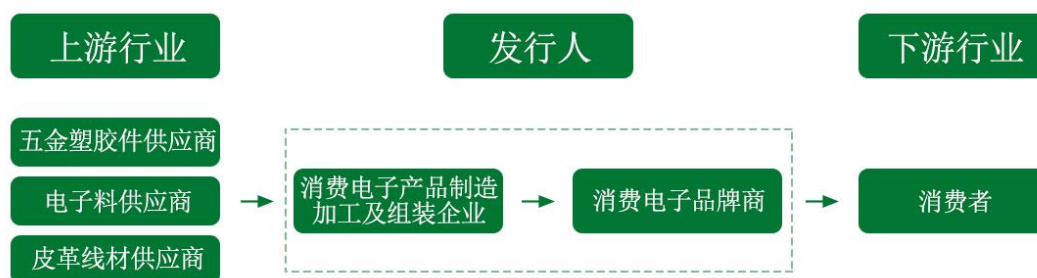 上游行业
发行人
下游行业
五金塑胶件供应商
电子料供应商
皮革线材供应商
消费电子产品制造
加工及组装企业
消费电子品牌商
消费者